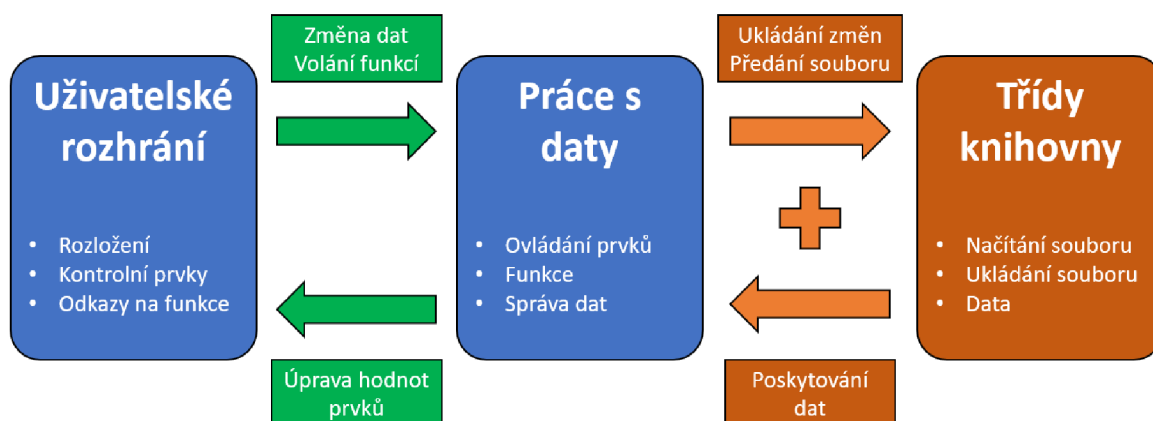 Změna dat
Volání funkcí
Ukládání změn
Předání souboru
Uživatelské
rozhrání
• Rozložení
• Kontrolní prvky
• Odkazy na funkce
Práce s
daty
• Ovládání prvků
• Funkce
• Správa dat
Třídy
knihovny
• Načítání souboru
• Ukládání souboru
• Data
Úprava hodnot
prvků
Poskytování
dat